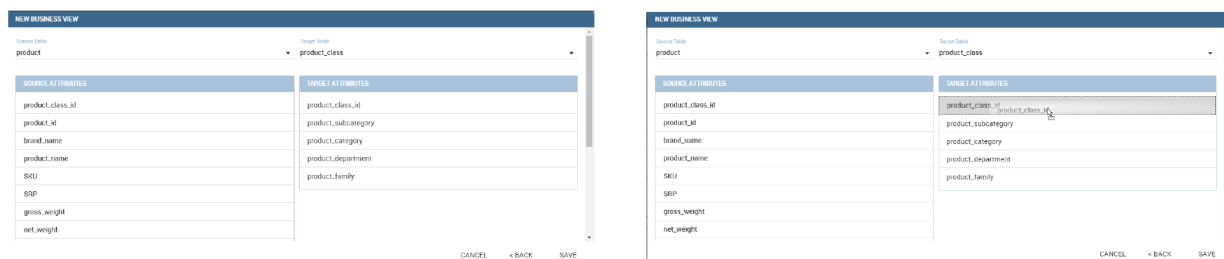 NEW BUSINESS VIEW
Source Table
product
Target Table
product_class
SOURCE ATTRIBUTES
product_class_id
product_id
brand_name
product_name
SKU
SRP
gross_weight
net_weight
TARGET ATTRIBUTES
product_class_id
product_subcategory
product_category
product_department
product_family
CANCEL < BACK SAVE
NEW BUSINESS VIEW
Source Table
product
Target Table
product_class
SOURCE ATTRIBUTES
product_class_id
product_id
brand_name
product_name
SKU
SRP
gross_weight
net_weight
TARGET ATTRIBUTES
product_class_id
product_class_id
product_subcategory
product_category
product_department
product_family
CANCEL < BACK SAVE